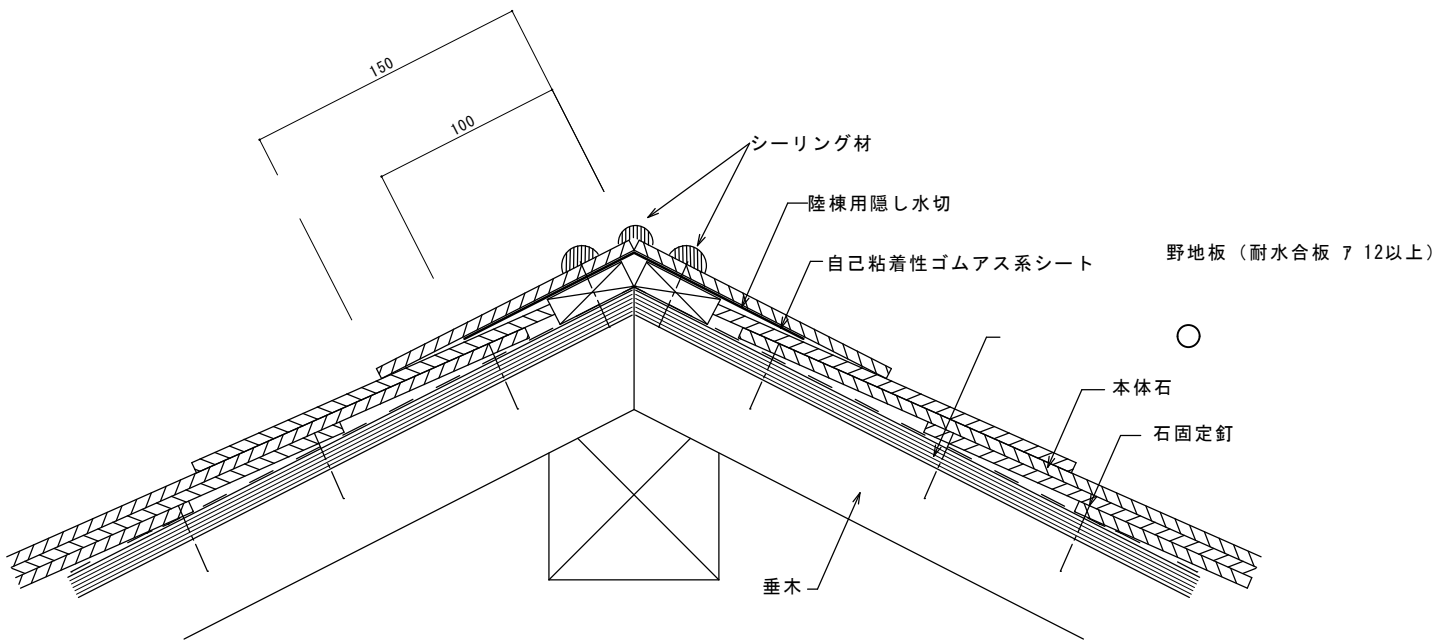 150
100
シーリング材
陸棟用隠し水切
野地板（耐水合板 ｱ 12以上）
自己粘着性ゴムアス系シート
本体石
石固定釘
垂木